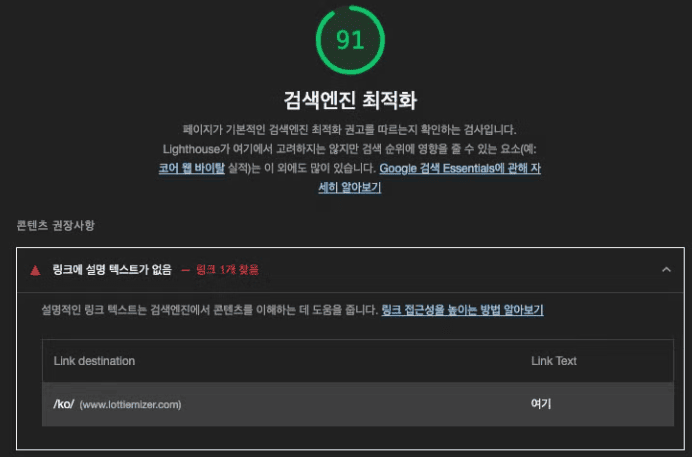 91
검색엔진 최적화
페이지가 기본적인 검색엔진 최적화 권고를 따르는지 확인하는 검사입니다.
Lighthouse가 여기에서 고려하지는 않지만 검색 순위에 영향을 줄 수 있는 요소(예:
코어 웹 바이탈 실적)는 이 외에도 많이 있습니다. Google 검색 Essentials에 관해 자
세히 알아보기
콘텐츠 권장사항
링크에 설명 텍스트가 없음 — 링크 1개 찾음
설명적인 링크 텍스트는 검색엔진에서 콘텐츠를 이해하는 데 도움을 줍니다. 링크 접근성을 높이는 방법 알아보기
Link destination Link Text
/ko/ (www.lottiemizer.com) 여기